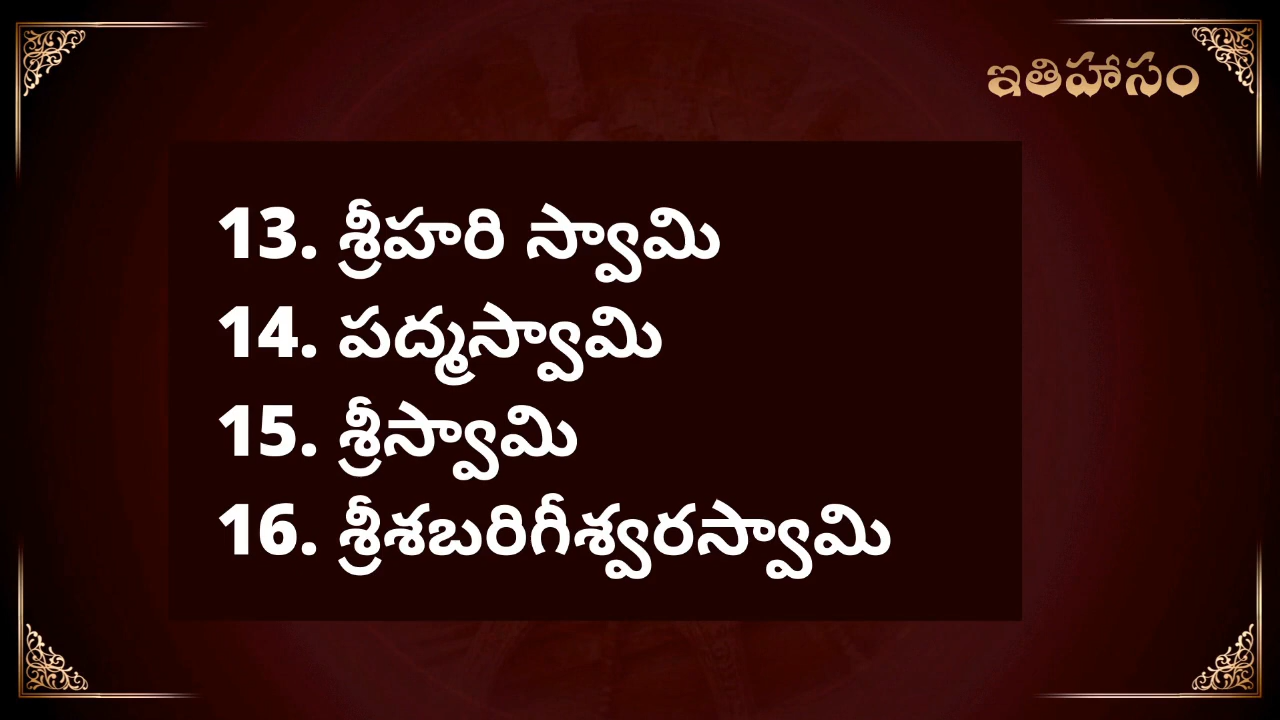 ఇతిహాసం
13. శ్రీహరి స్వామి
14. పద్మస్వామి
15. శ్రీస్వామి
16. శ్రీశబరిగీశ్వరస్వామి